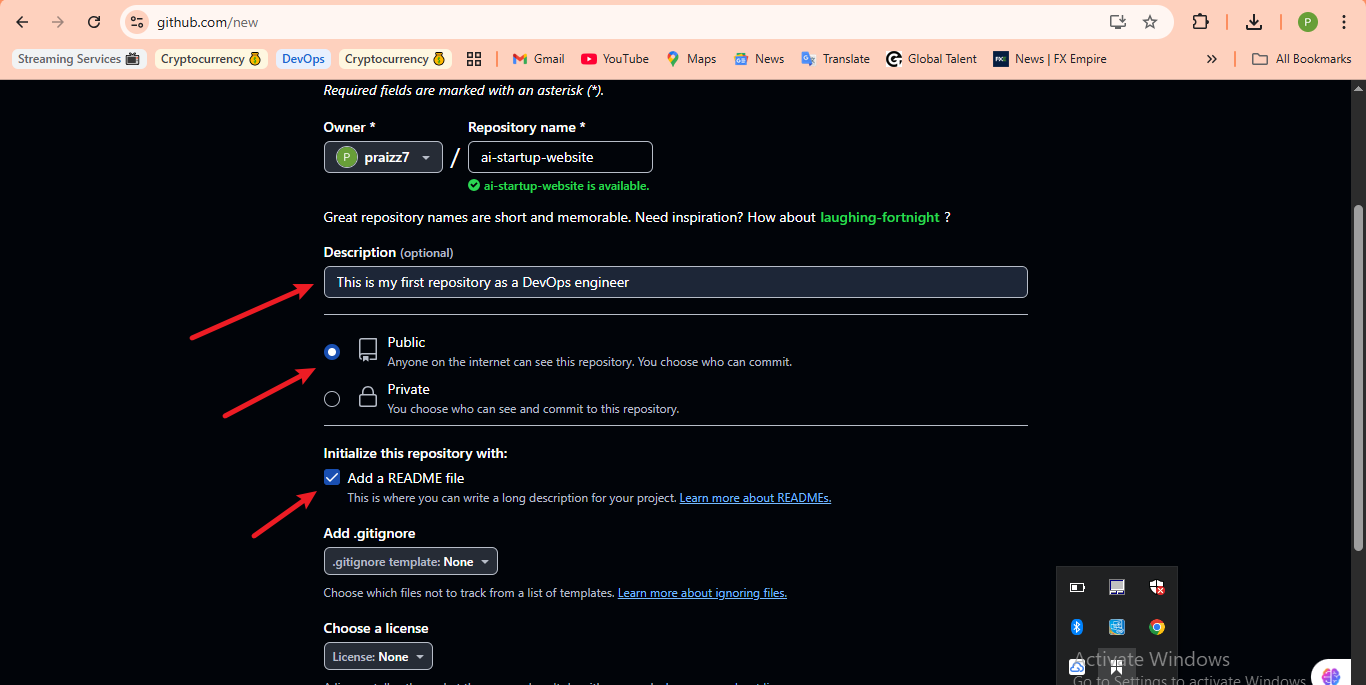 github.com/new
P
Streaming Services
Cryptocurrency
DevOps
Cryptocurrency
Gmail
YouTube
Maps
News
Translate
Global Talent
News | FX Empire
All Bookmarks
Required fields are marked with an asterisk (*).
Owner *
Repository name *
P praizz7
/
ai-startup-website
ai-startup-website is available.
Great repository names are short and memorable. Need inspiration? How about laughing-fortnight ?
Description (optional)
This is my first repository as a DevOps engineer
Public
Anyone on the internet can see this repository. You choose who can commit.
Private
You choose who can see and commit to this repository.
Initialize this repository with:
Add a README file
This is where you can write a long description for your project. Learn more about READMEs.
Add .gitignore
.gitignore template: None
Choose which files not to track from a list of templates. Learn more about ignoring files.
Choose a license
License: None
Activate Windows
Go to Settings to activate Windows.